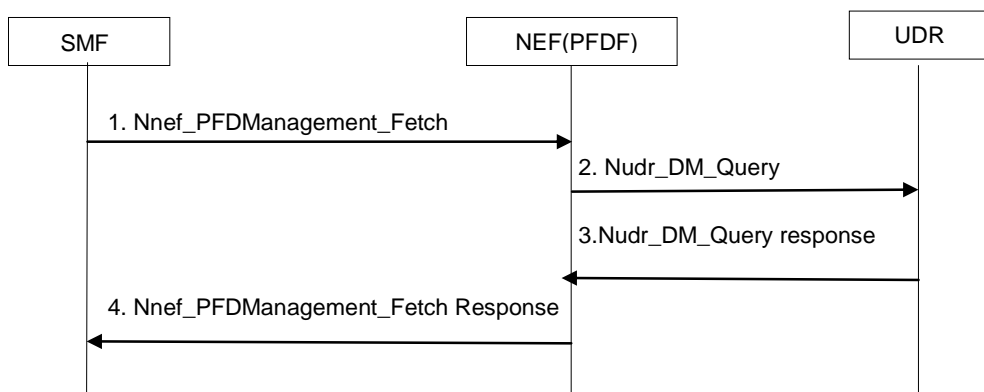 SMF
NEF(PFDF)
UDR
1. Nnef_PFDManagement_Fetch
2. Nudr_DM_Query
3.Nudr_DM_Query response
4. Nnef_PFDManagement_Fetch Response